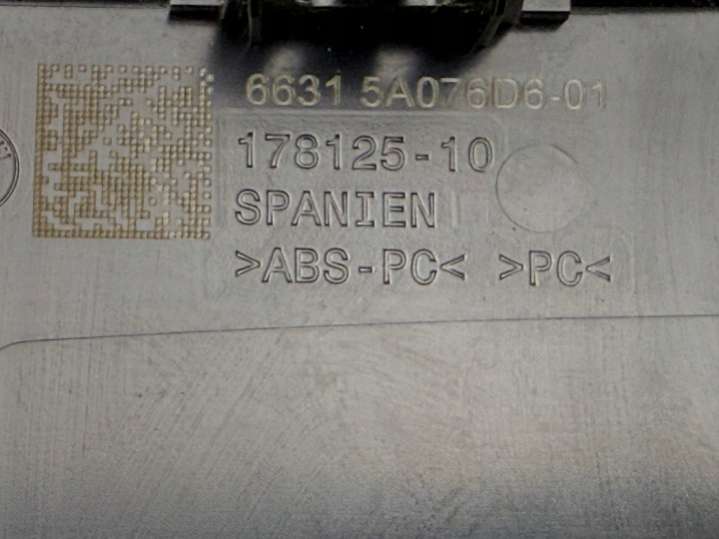 6631 5A076D6-01
178125-10
SPANIEN
>ABS-PC< >PC<